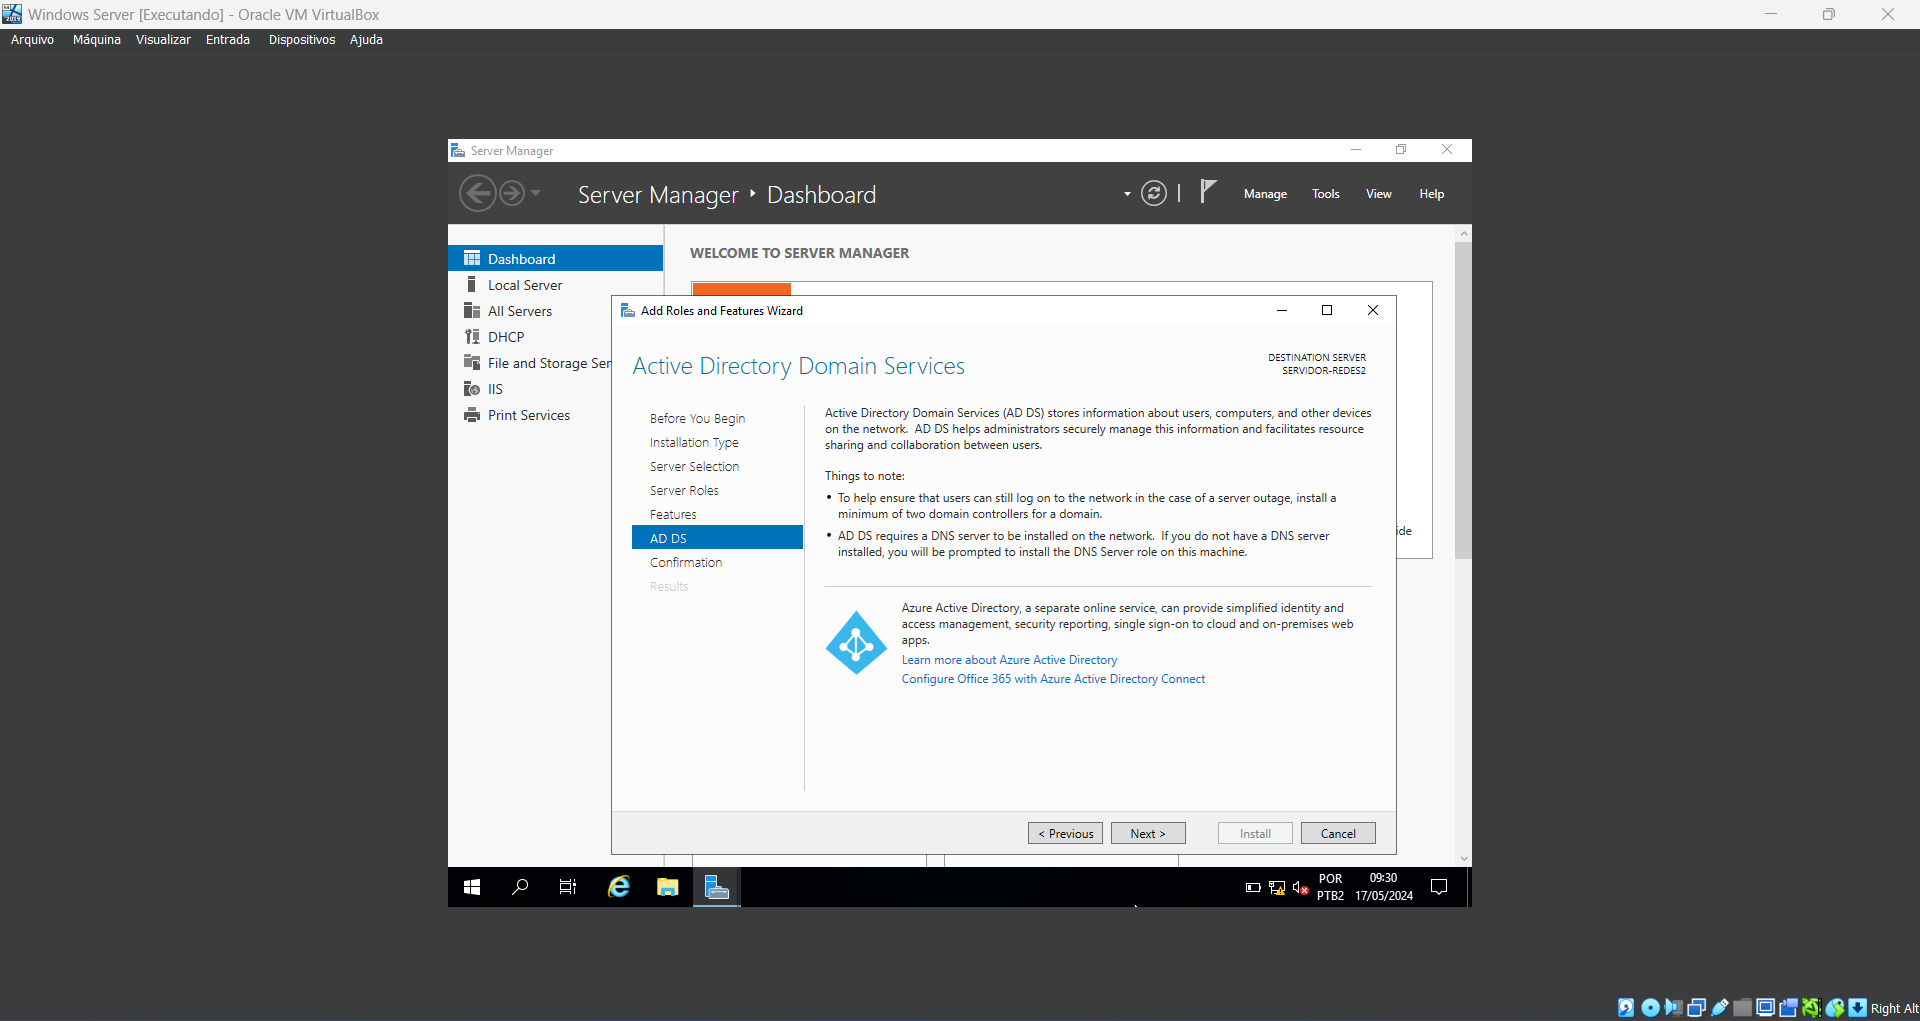 Windows Server [Executando] - Oracle VM VirtualBox
Arquivo Máquina Visualizar Entrada Dispositivos Ajuda
Server Manager
Server Manager Dashboard
Manage Tools View Help
Dashboard
Local Server
All Servers
DHCP
File and Storage Ser
IIS
Print Services
WELCOME TO SERVER MANAGER
ide
Add Roles and Features Wizard
Active Directory Domain Services
DESTINATION SERVER
SERVIDOR-REDES2
Before You Begin
Installation Type
Server Selection
Server Roles
Features
AD DS
Confirmation
Results
Active Directory Domain Services (AD DS) stores information about users, computers, and other devices
on the network. AD DS helps administrators securely manage this information and facilitates resource
sharing and collaboration between users.
Things to note:
• To help ensure that users can still log on to the network in the case of a server outage, install a
minimum of two domain controllers for a domain.
• AD DS requires a DNS server to be installed on the network. If you do not have a DNS server
installed, you will be prompted to install the DNS Server role on this machine.
Azure Active Directory, a separate online service, can provide simplified identity and
access management, security reporting, single sign-on to cloud and on-premises web
apps.
Learn more about Azure Active Directory
Configure Office 365 with Azure Active Directory Connect
< Previous Next > Install Cancel
POR 09:30
PTB2 17/05/2024
Right Alt